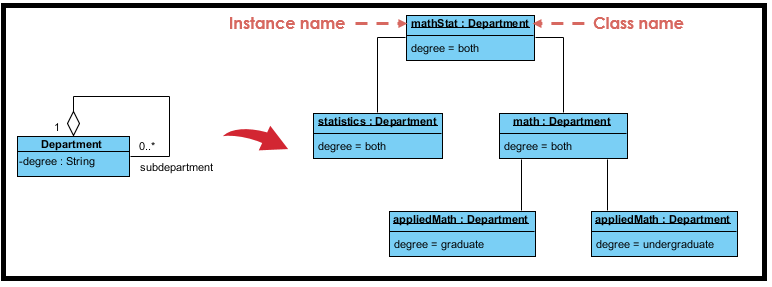 Instance name
mathStat : Department
Class name
degree = both
statistics : Department
degree = both
math : Department
degree = both
1
Department
-degree : String
0..*
subdepartment
appliedMath : Department
degree = graduate
appliedMath : Department
degree = undergraduate